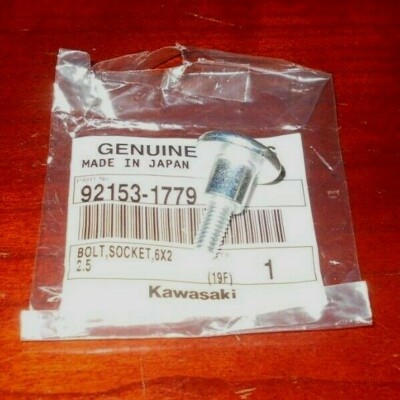 GENUINE
MADE IN JAPAN
92153-1779
BOLT,SOCKET,6X2
2.5
(19F)
1
Kawasaki